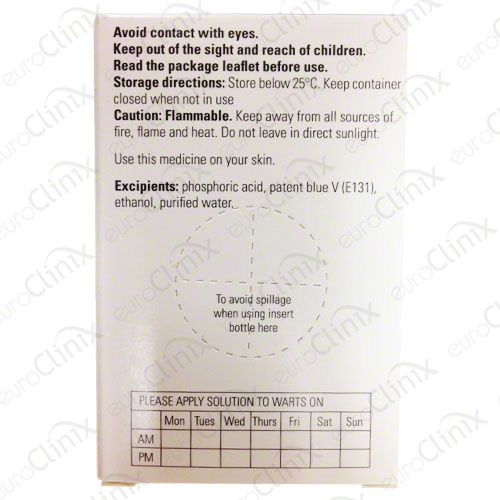 Avoid contact with eyes.
Keep out of the sight and reach of children.
Read the package leaflet before use.
Storage directions: Store below 25°C. Keep container
closed when not in use
Caution: Flammable. Keep away from all sources of
fire, flame and heat. Do not leave in direct sunlight.
Use this medicine on your skin.
Excipients: phosphoric acid, patent blue V (E131),
ethanol, purified water.
To avoid spillage
when using insert
bottle here
PLEASE APPLY SOLUTION TO WARTS ON
Mon Tues Wed Thurs Fri Sat Sun
AM
PM
euroClinix